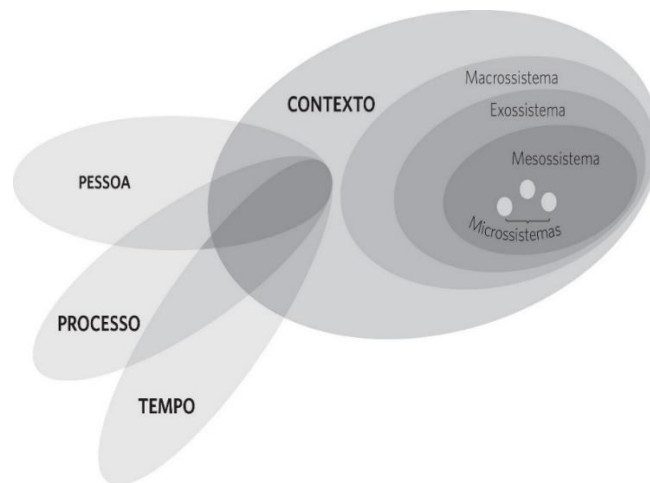 Macrossistema
CONTEXTO
Exossistema
Mesossistema
PESSOA
Microssistemas
PROCESSO
TEMPO